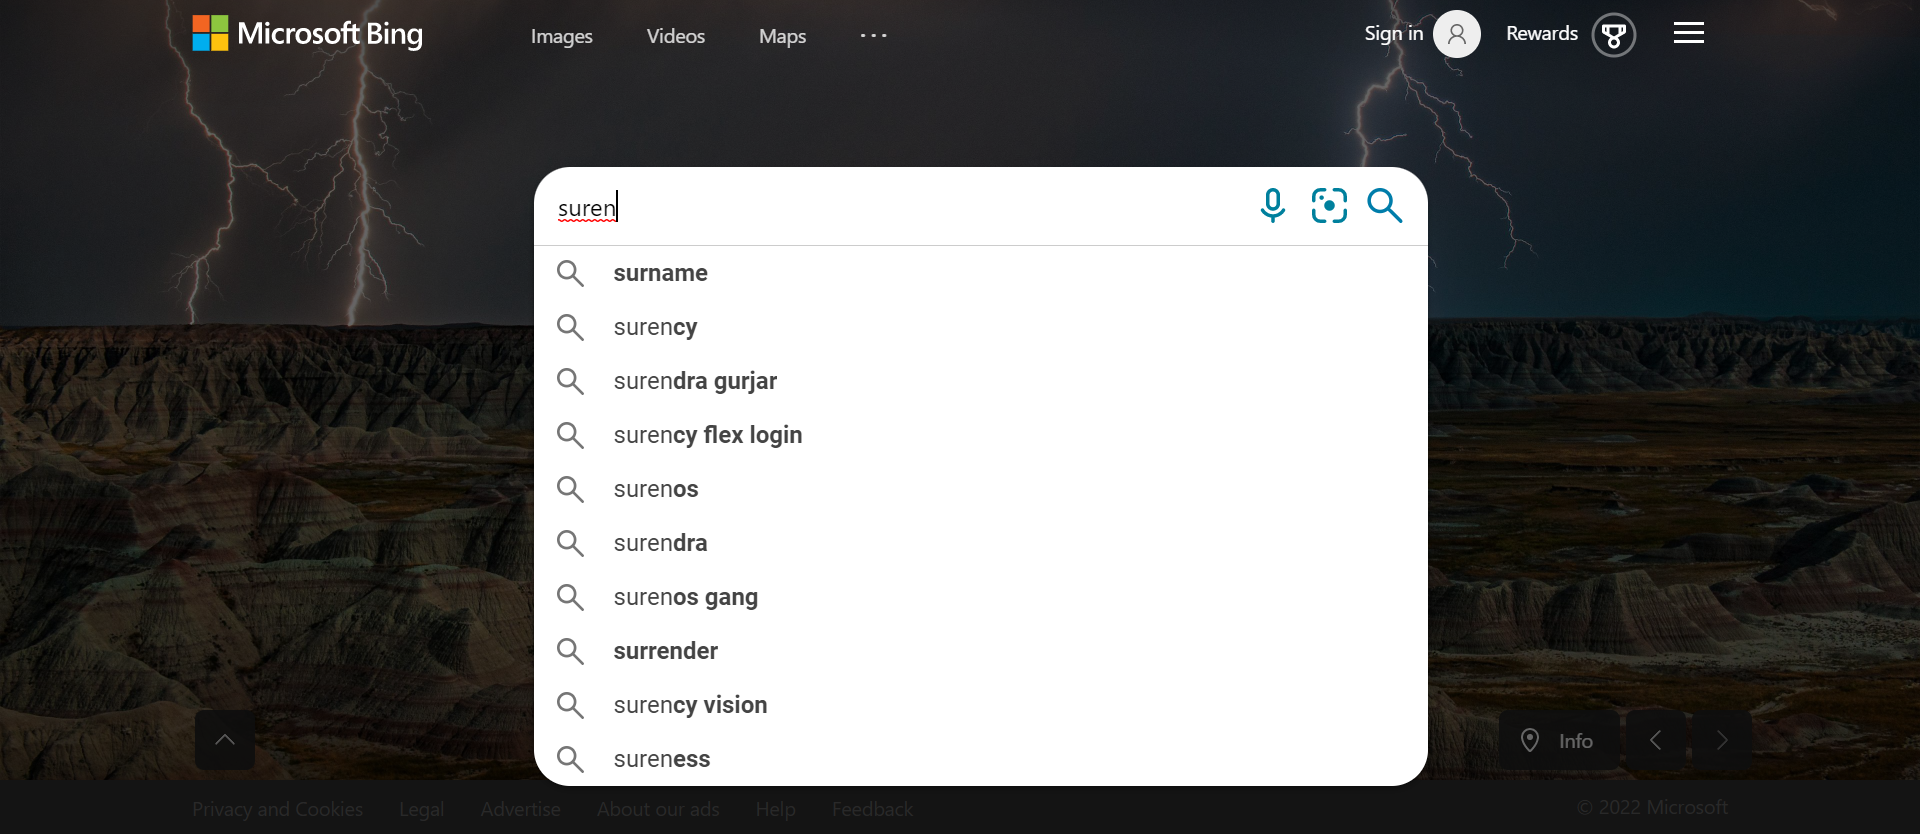 Microsoft Bing
Images Videos Maps ...
Sign in Rewards
suren
surname
surency
surendra gurjar
surency flex login
surenos
surendra
surenos gang
surrender
surency vision
sureness
Info
Privacy and Cookies Legal Advertise About our ads Help Feedback © 2022 Microsoft